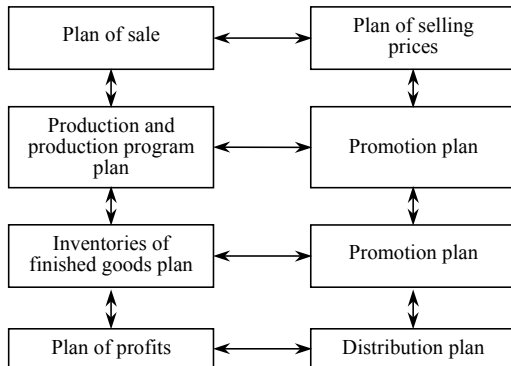 Plan of sale
Plan of selling
prices
Production and
production program
plan
Promotion plan
Inventories of
finished goods plan
Promotion plan
Plan of profits
Distribution plan